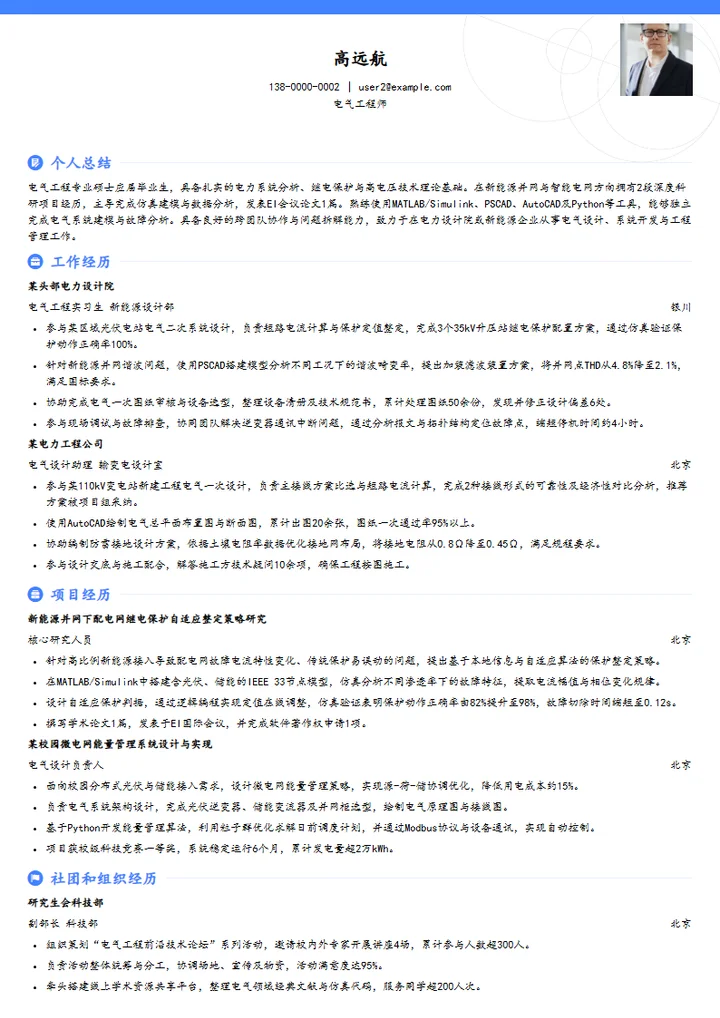 高远航
138-0000-0002 | user2@example.com
电气工程师
个人总结
电气工程专业硕士应届毕业生，具备扎实的电力系统分析、继电保护与高电压技术理论基础。在新能源并网与智能电网方向拥有2段深度科
研项目经历，主导完成仿真建模与数据分析，发表EI会议论文1篇。熟练使用MATLAB/Simulink、PSCAD、AutoCAD及Python等工具，能够独立
完成电气系统建模与故障分析。具备良好的跨团队协作与问题拆解能力，致力于在电力设计院或新能源企业从事电气设计、系统开发与工程
管理工作。
工作经历
某头部电力设计院
电气工程实习生 新能源设计部 银川
• 参与某区域光伏电站电气二次系统设计，负责短路电流计算与保护定值整定，完成3个35kV升压站继电保护配置方案，通过仿真验证保
护动作正确率100%。
• 针对新能源并网谐波问题，使用PSCAD搭建模型分析不同工况下的谐波畸变率，提出加装滤波装置方案，将并网点THD从4.8%降至2.1%，
满足国标要求。
• 协助完成电气一次图纸审核与设备选型，整理设备清册及技术规范书，累计处理图纸50余份，发现并修正设计偏差6处。
• 参与现场调试与故障排查，协同团队解决逆变器通讯中断问题，通过分析报文与拓扑结构定位故障点，缩短停机时间约4小时。
某电力工程公司
电气设计助理 输变电设计室 北京
• 参与某110kV变电站新建工程电气一次设计，负责主接线方案比选与短路电流计算，完成2种接线形式的可靠性及经济性对比分析，推荐
方案被项目组采纳。
• 使用AutoCAD绘制电气总平面布置图与断面图，累计出图20余张，图纸一次通过率95%以上。
• 协助编制防雷接地设计方案，依据土壤电阻率数据优化接地网布局，将接地电阻从0.8Ω降至0.45Ω，满足规程要求。
• 参与设计交底与施工配合，解答施工方技术疑问10余项，确保工程按图施工。
项目经历
新能源并网下配电网继电保护自适应整定策略研究
核心研究人员 北京
• 针对高比例新能源接入导致配电网故障电流特性变化、传统保护易误动的问题，提出基于本地信息与自适应算法的保护整定策略。
• 在MATLAB/Simulink中搭建含光伏、储能的IEEE 33节点模型，仿真分析不同渗透率下的故障特征，提取电流幅值与相位变化规律。
• 设计自适应保护判据，通过逻辑编程实现定值在线调整，仿真验证表明保护动作正确率由82%提升至98%，故障切除时间缩短至0.12s。
• 撰写学术论文1篇，发表于EI国际会议，并完成软件著作权申请1项。
某校园微电网能量管理系统设计与实现
电气设计负责人 北京
• 面向校园分布式光伏与储能接入需求，设计微电网能量管理策略，实现源-荷-储协调优化，降低用电成本约15%。
• 负责电气系统架构设计，完成光伏逆变器、储能变流器及并网柜选型，绘制电气原理图与接线图。
• 基于Python开发能量管理算法，利用粒子群优化求解日前调度计划，并通过Modbus协议与设备通讯，实现自动控制。
• 项目获校级科技竞赛一等奖，系统稳定运行6个月，累计发电量超2万kWh。
社团和组织经历
研究生会科技部
副部长 科技部 北京
• 组织策划“电气工程前沿技术论坛”系列活动，邀请校内外专家开展讲座4场，累计参与人数超300人。
• 负责活动整体统筹与分工，协调场地、宣传及物资，活动满意度达95%。
• 牵头搭建线上学术资源共享平台，整理电气领域经典文献与仿真代码，服务同学超200人次。